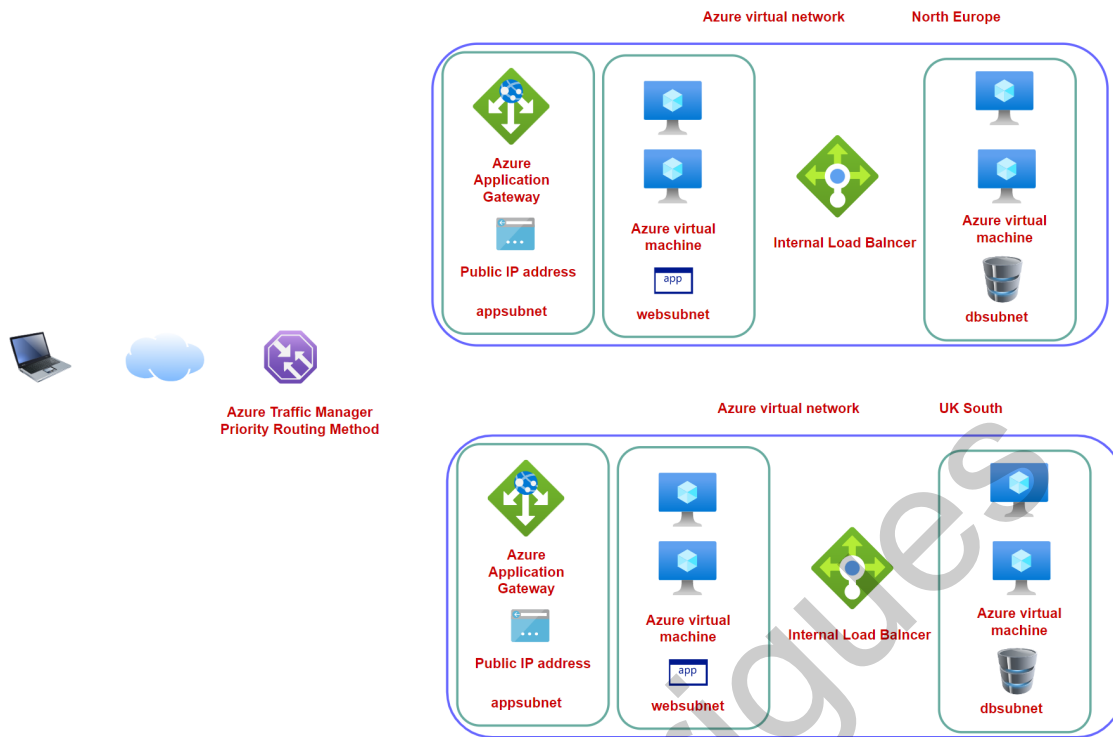 Azure virtual network
North Europe
Azure
Application
Gateway
Public IP address
appsubnet
Azure virtual
machine
app
websubnet
Internal Load Balncer
Azure virtual
machine
dbsubnet
Azure Traffic Manager
Priority Routing Method
Azure virtual network
UK South
Azure
Application
Gateway
Public IP address
appsubnet
Azure virtual
machine
app
websubnet
Internal Load Balncer
Azure virtual
machine
dbsubnet